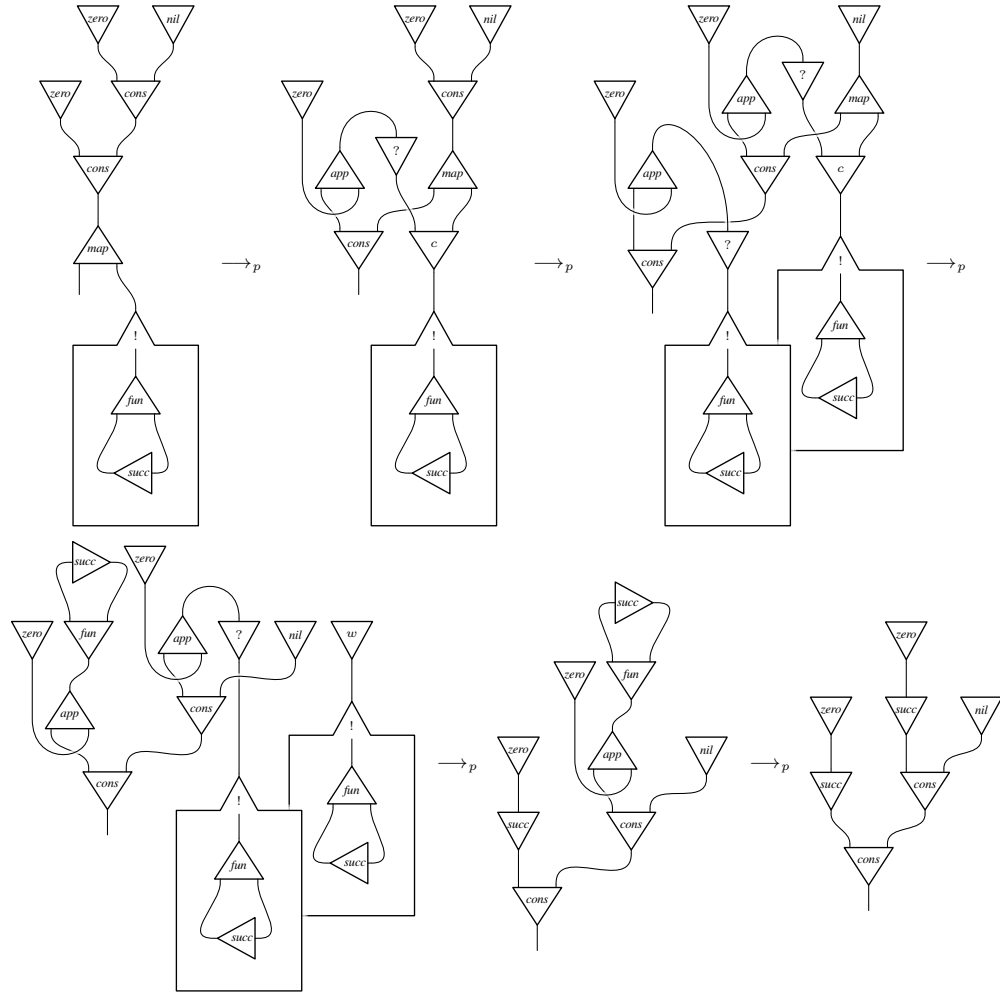 zero nil zero nil zero nil
zero cons zero cons zero app ? map
cons app ? map app cons c
map cons c cons ? !
⟶p ⟶p ⟶p
! ! ! fun
fun fun fun succ
succ succ succ
succ zero
zero fun app ? nil w succ
app cons zero fun zero
cons ! zero app nil zero succ nil
! fun ⟶p succ cons ⟶p succ cons
fun succ cons cons
succ